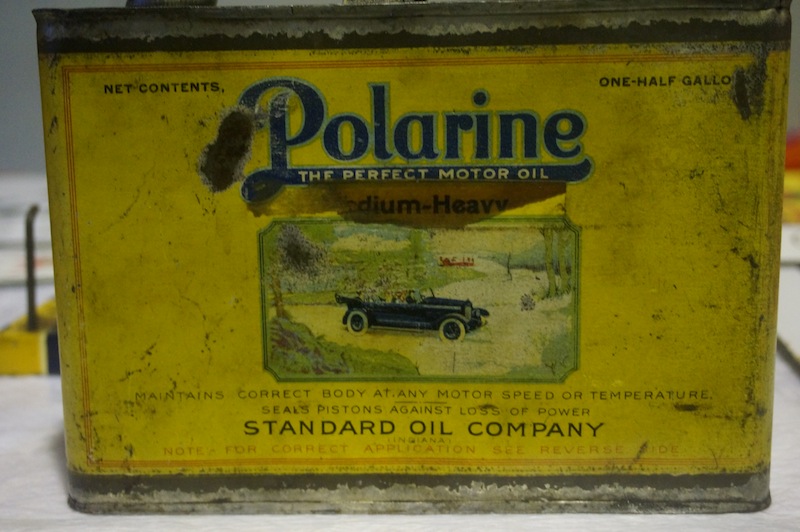 NET CONTENTS,
ONE-HALF GALLO
Polarine
THE PERFECT MOTOR OIL
dium-Heavy
MAINTAINS CORRECT BODY AT ANY MOTOR SPEED OR TEMPERATURE.
SEALS PISTONS AGAINST LOSS OF POWER
STANDARD OIL COMPANY
(INDIANA)
NOTE:- FOR CORRECT APPLICATION SEE REVERSE SIDE.